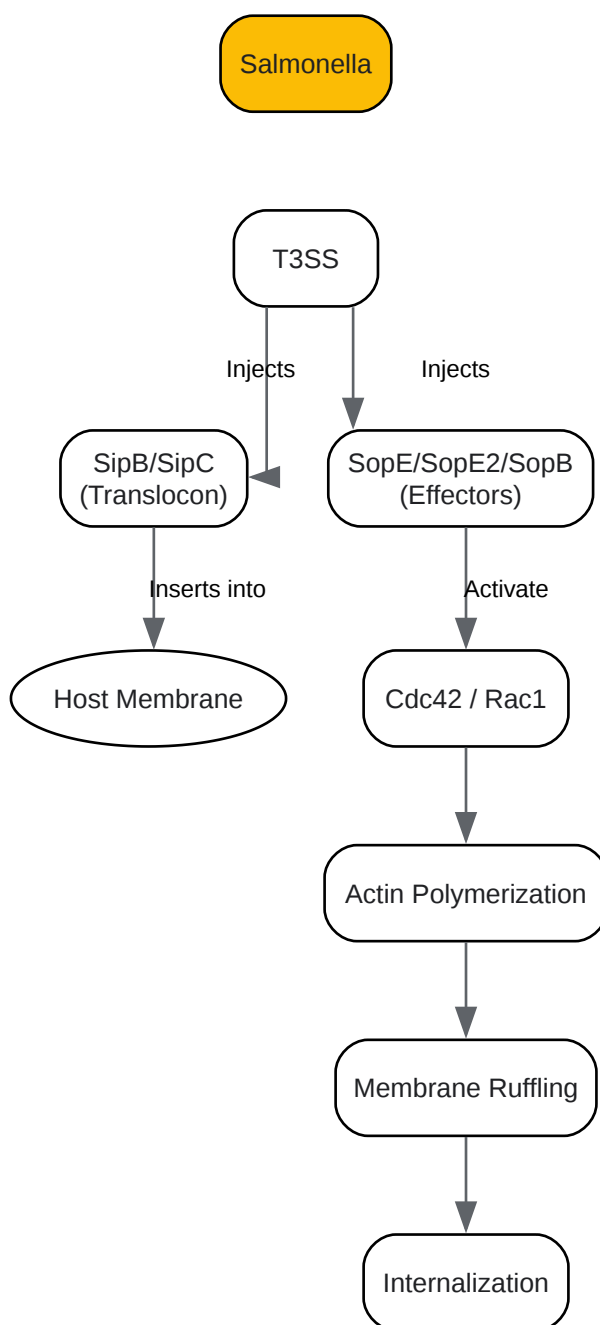 Salmonella
T3SS
Injects
Injects
SipB/SipC
(Translocon)
SopE/SopE2/SopB
(Effectors)
Inserts into
Activate
Host Membrane
Cdc42 / Rac1
Actin Polymerization
Membrane Ruffling
Internalization